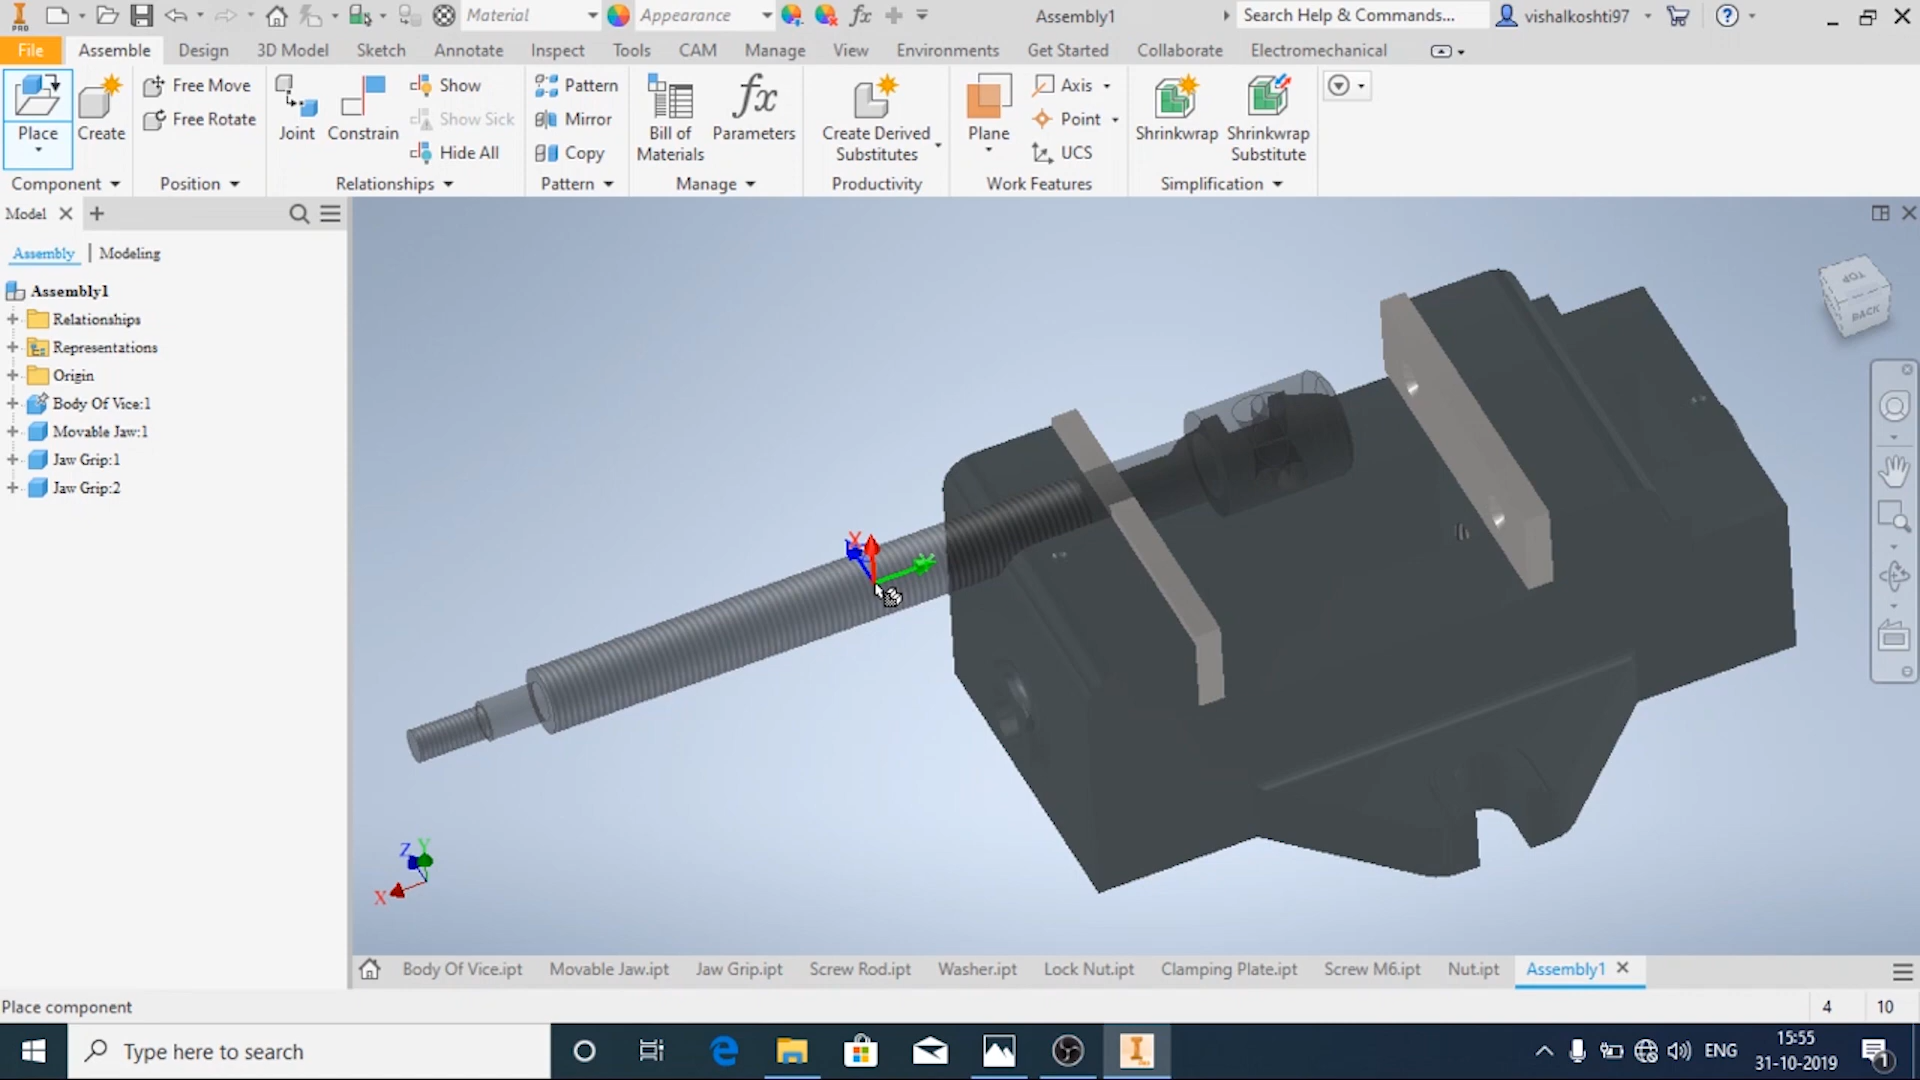 PRO
Material
Appearance
fx
Assembly1
Search Help & Commands...
vishalkoshti97
File
Assemble
Design
3D Model
Sketch
Annotate
Inspect
Tools
CAM
Manage
View
Environments
Get Started
Collaborate
Electromechanical
Place
Create
Free Move
Free Rotate
Joint
Constrain
Show
Show Sick
Hide All
Pattern
Mirror
Copy
Bill of
Materials
fx
Parameters
Create Derived
Substitutes
Plane
Axis
Point
UCS
Shrinkwrap
Shrinkwrap
Substitute
Component
Position
Relationships
Pattern
Manage
Productivity
Work Features
Simplification
Model
Assembly
Modeling
Assembly1
Relationships
Representations
Origin
Body Of Vice:1
Movable Jaw:1
Jaw Grip:1
Jaw Grip:2
TOP
BACK
X
Z
Y
X
Body Of Vice.ipt
Movable Jaw.ipt
Jaw Grip.ipt
Screw Rod.ipt
Washer.ipt
Lock Nut.ipt
Clamping Plate.ipt
Screw M6.ipt
Nut.ipt
Assembly1
Place component
4
10
Type here to search
ENG
15:55
31-10-2019
1